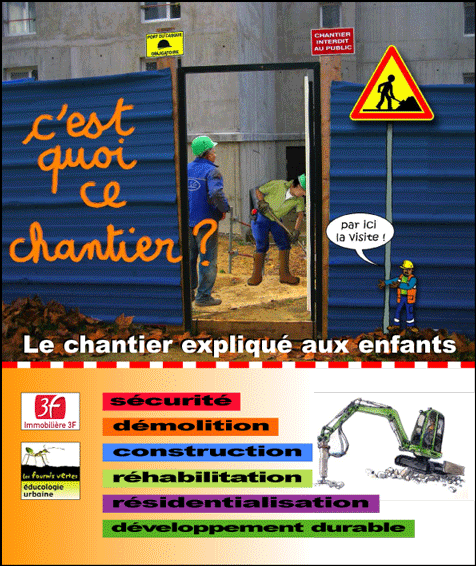 PORT DU CASQUE
OBLIGATOIRE
CHANTIER
INTERDIT
AU PUBLIC
c'est
quoi
ce
chantier ?
par ici
la visite !
Le chantier expliqué aux enfants
3F
Immobilière 3F
les fourmis vertes
éducologie
urbaine
sécurité
démolition
construction
réhabilitation
résidentialisation
développement durable